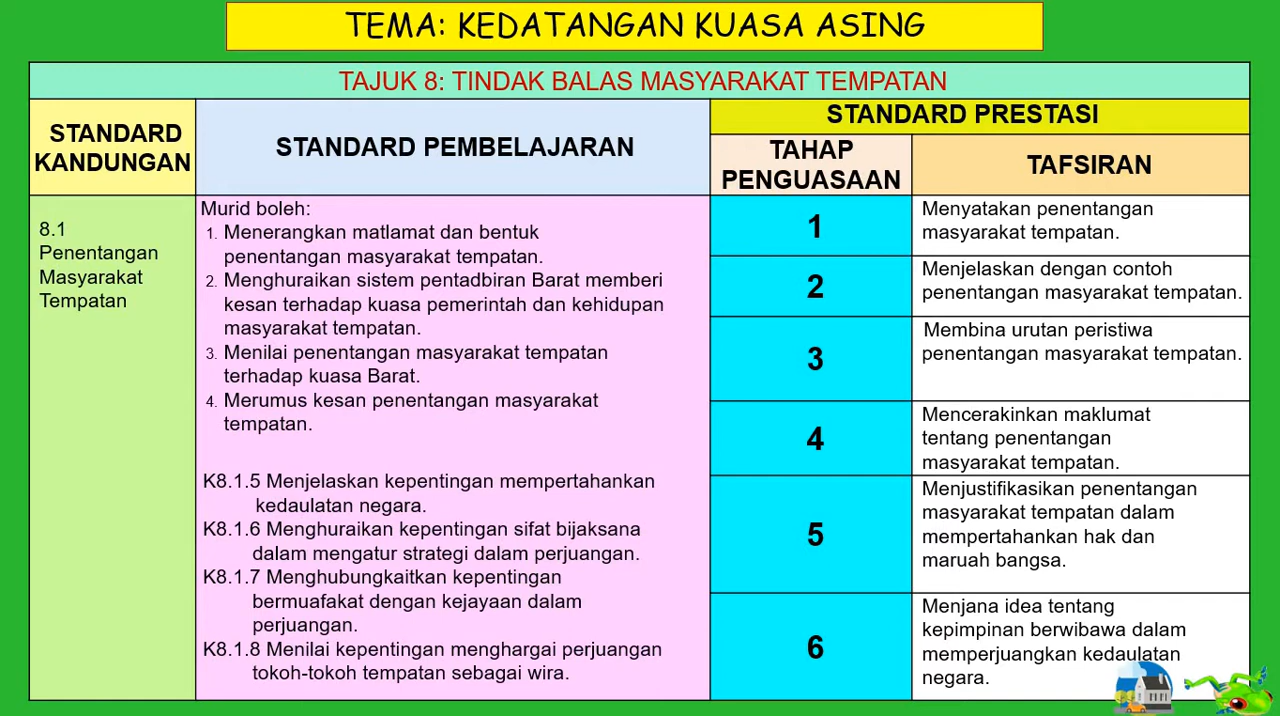 TEMA: KEDATANGAN KUASA ASING
TAJUK 8: TINDAK BALAS MASYARAKAT TEMPATAN
STANDARD
KANDUNGAN
STANDARD PEMBELAJARAN
STANDARD PRESTASI
TAHAP
PENGUASAAN
TAFSIRAN
8.1
Penentangan
Masyarakat
Tempatan
Murid boleh:
1. Menerangkan matlamat dan bentuk
penentangan masyarakat tempatan.
2. Menghuraikan sistem pentadbiran Barat memberi
kesan terhadap kuasa pemerintah dan kehidupan
masyarakat tempatan.
3. Menilai penentangan masyarakat tempatan
terhadap kuasa Barat.
4. Merumus kesan penentangan masyarakat
tempatan.
K8.1.5 Menjelaskan kepentingan mempertahankan
kedaulatan negara.
K8.1.6 Menghuraikan kepentingan sifat bijaksana
dalam mengatur strategi dalam perjuangan.
K8.1.7 Menghubungkaitkan kepentingan
bermuafakat dengan kejayaan dalam
perjuangan.
K8.1.8 Menilai kepentingan menghargai perjuangan
tokoh-tokoh tempatan sebagai wira.
1
Menyatakan penentangan
masyarakat tempatan.
2
Menjelaskan dengan contoh
penentangan masyarakat tempatan.
3
Membina urutan peristiwa
penentangan masyarakat tempatan.
4
Mencerakinkan maklumat
tentang penentangan
masyarakat tempatan.
5
Menjustifikasikan penentangan
masyarakat tempatan dalam
mempertahankan hak dan
maruah bangsa.
6
Menjana idea tentang
kepimpinan berwibawa dalam
memperjuangkan kedaulatan
negara.